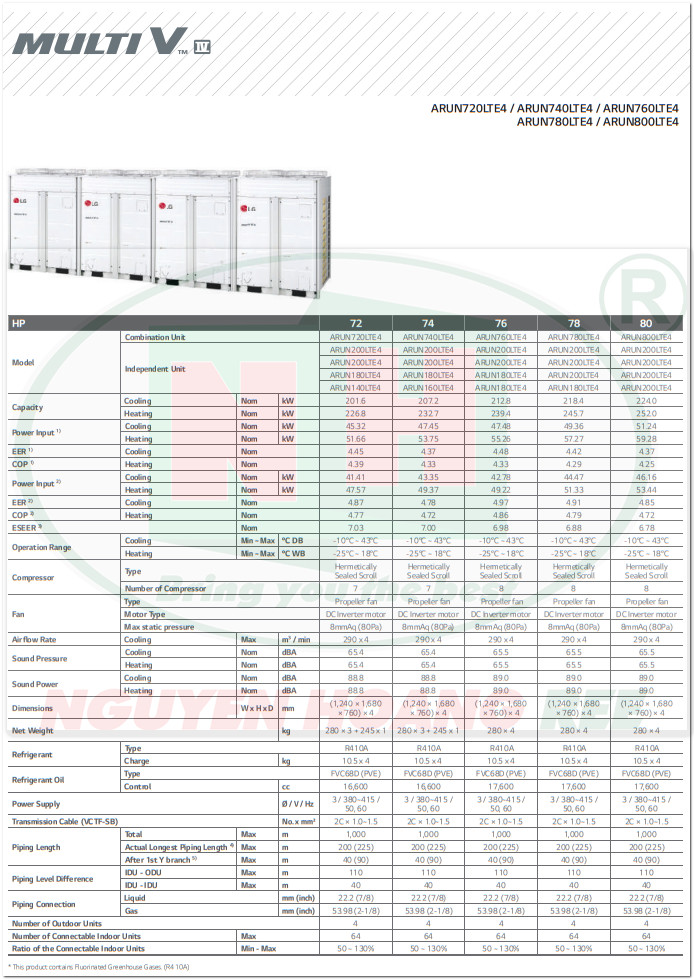 MULTI V™ IV
ARUN720LTE4 / ARUN740LTE4 / ARUN760LTE4
ARUN780LTE4 / ARUN800LTE4
LG LG LG LG
MULTI V MULTI V MULTI V MULTI V
®
HP 72 74 76 78 80
Model Combination Unit ARUN720LTE4 ARUN740LTE4 ARUN760LTE4 ARUN780LTE4 ARUN800LTE4
Independent Unit ARUN200LTE4 ARUN200LTE4 ARUN200LTE4 ARUN200LTE4 ARUN200LTE4
ARUN200LTE4 ARUN200LTE4 ARUN200LTE4 ARUN200LTE4 ARUN200LTE4
ARUN180LTE4 ARUN180LTE4 ARUN180LTE4 ARUN200LTE4 ARUN200LTE4
ARUN140LTE4 ARUN160LTE4 ARUN180LTE4 ARUN180LTE4 ARUN200LTE4
Capacity Cooling Nom kW 201.6 207.2 212.8 218.4 224.0
Heating Nom kW 226.8 232.7 239.4 245.7 252.0
Power Input 1) Cooling Nom kW 45.32 47.45 47.48 49.36 51.24
Heating Nom kW 51.66 53.75 55.26 57.27 59.28
EER 1) Cooling Nom 4.45 4.37 4.48 4.42 4.37
COP 1) Heating Nom 4.39 4.33 4.33 4.29 4.25
Power Input 2) Cooling Nom kW 41.41 43.35 42.78 44.47 46.16
Heating Nom kW 47.57 49.37 49.22 51.33 53.44
EER 2) Cooling Nom 4.87 4.78 4.97 4.91 4.85
COP 2) Heating Nom 4.77 4.72 4.86 4.79 4.72
ESEER 3) Nom 7.03 7.00 6.98 6.88 6.78
Operation Range Cooling Min ~ Max °C DB -10°C ~ 43°C -10°C ~ 43°C -10°C ~ 43°C -10°C ~ 43°C -10°C ~ 43°C
Heating Min ~ Max °C WB -25°C ~ 18°C -25°C ~ 18°C -25°C ~ 18°C -25°C ~ 18°C -25°C ~ 18°C
Compressor Type Hermetically Sealed Scroll Hermetically Sealed Scroll Hermetically Sealed Scroll Hermetically Sealed Scroll Hermetically Sealed Scroll
Number of Compressor 7 7 8 8 8
Fan Type Propeller fan Propeller fan Propeller fan Propeller fan Propeller fan
Motor Type DC Inverter motor DC Inverter motor DC Inverter motor DC Inverter motor DC Inverter motor
Max static pressure 8mmAq (80Pa) 8mmAq (80Pa) 8mmAq (80Pa) 8mmAq (80Pa) 8mmAq (80Pa)
Airflow Rate Cooling Max m³ / min 290 x 4 290 x 4 290 x 4 290 x 4 290 x 4
Sound Pressure Cooling Nom dBA 65.4 65.4 65.5 65.5 65.5
Heating Nom dBA 65.4 65.4 65.5 65.5 65.5
Sound Power Cooling Nom dBA 88.8 88.8 89.0 89.0 89.0
Heating Nom dBA 88.8 88.8 89.0 89.0 89.0
Dimensions W x H x D mm (1,240 × 1,680 × 760) × 4 (1,240 × 1,680 × 760) × 4 (1,240 × 1,680 × 760) × 4 (1,240 × 1,680 × 760) × 4 (1,240 × 1,680 × 760) × 4
NGUYEN HOANG
Net Weight kg 280 × 3 + 245 x 1 280 × 3 + 245 x 1 280 × 4 280 × 4 280 × 4
Refrigerant Type R410A R410A R410A R410A R410A
Charge kg 10.5 x 4 10.5 x 4 10.5 x 4 10.5 x 4 10.5 x 4
Refrigerant Oil Type FVC68D (PVE) FVC68D (PVE) FVC68D (PVE) FVC68D (PVE) FVC68D (PVE)
Control cc 16,600 16,600 17,600 17,600 17,600
Power Supply Ø / V / Hz 3 / 380~415 / 50, 60 3 / 380~415 / 50, 60 3 / 380~415 / 50, 60 3 / 380~415 / 50, 60 3 / 380~415 / 50, 60
Transmission Cable (VCTF-SB) No. x mm² 2C × 1.0~1.5 2C × 1.0~1.5 2C × 1.0~1.5 2C × 1.0~1.5 2C × 1.0~1.5
Piping Length Total Max m 1,000 1,000 1,000 1,000 1,000
Actual Longest Piping Length 4) Max m 200 (225) 200 (225) 200 (225) 200 (225) 200 (225)
After 1st Y branch 5) Max m 40 (90) 40 (90) 40 (90) 40 (90) 40 (90)
Piping Level Difference IDU - ODU Max m 110 110 110 110 110
IDU - IDU Max m 40 40 40 40 40
Piping Connection Liquid mm (inch) 22.2 (7/8) 22.2 (7/8) 22.2 (7/8) 22.2 (7/8) 22.2 (7/8)
Gas mm (inch) 53.98 (2-1/8) 53.98 (2-1/8) 53.98 (2-1/8) 53.98 (2-1/8) 53.98 (2-1/8)
Number of Outdoor Units 4 4 4 4 4
Number of Connectable Indoor Units Max 64 64 64 64 64
Ratio of the Connectable Indoor Units Min - Max 50 ~ 130% 50 ~ 130% 50 ~ 130% 50 ~ 130% 50 ~ 130%
* This product contains Fluorinated Greenhouse Gases. (R410A)